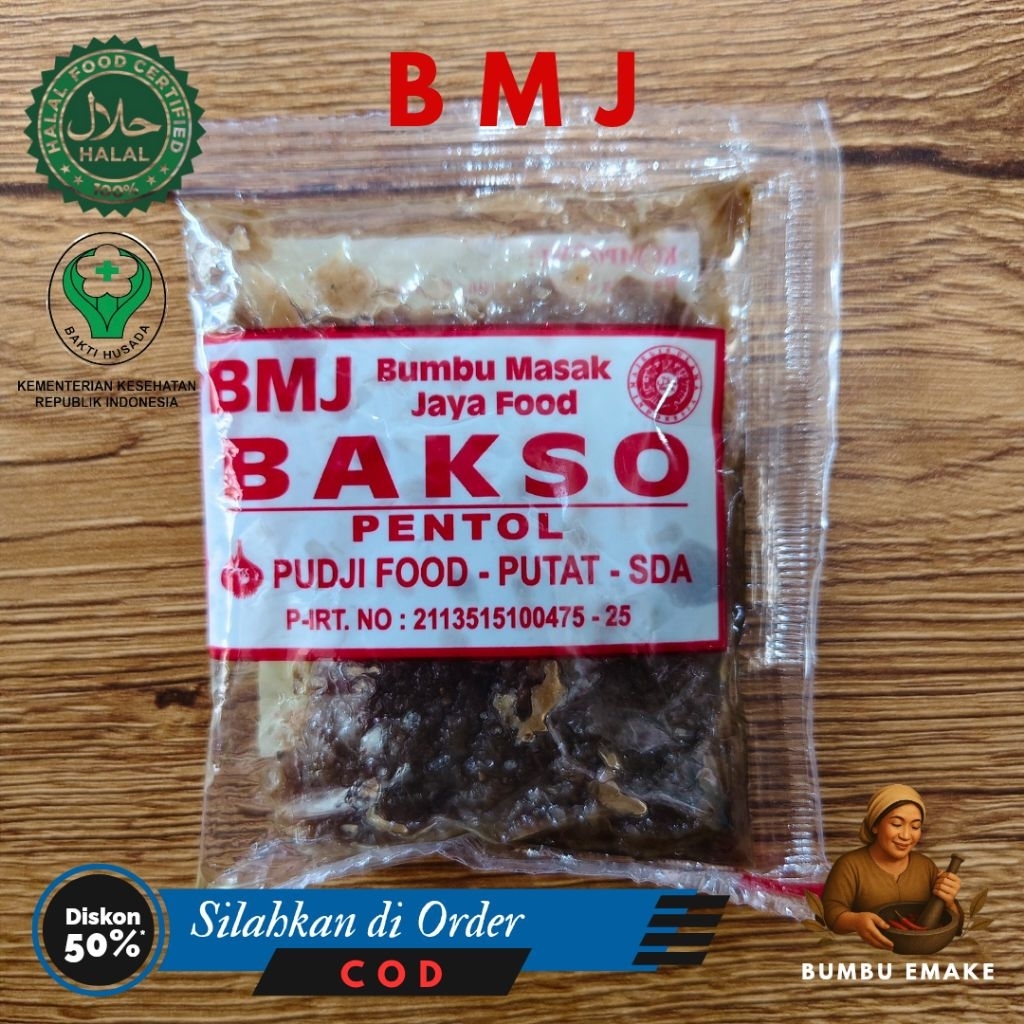 B M J
HALAL FOOD CERTIFIED
حلال
HALAL
100%
BAKTI HUSADA
KEMENTERIAN KESEHATAN
REPUBLIK INDONESIA
BMJ
Bumbu Masak
Jaya Food
BAKSO
PENTOL
PUDJI FOOD - PUTAT - SDA
P-IRT. NO : 2113515100475 - 25
Diskon
50%*
Silahkan di Order
COD
BUMBU EMAKE